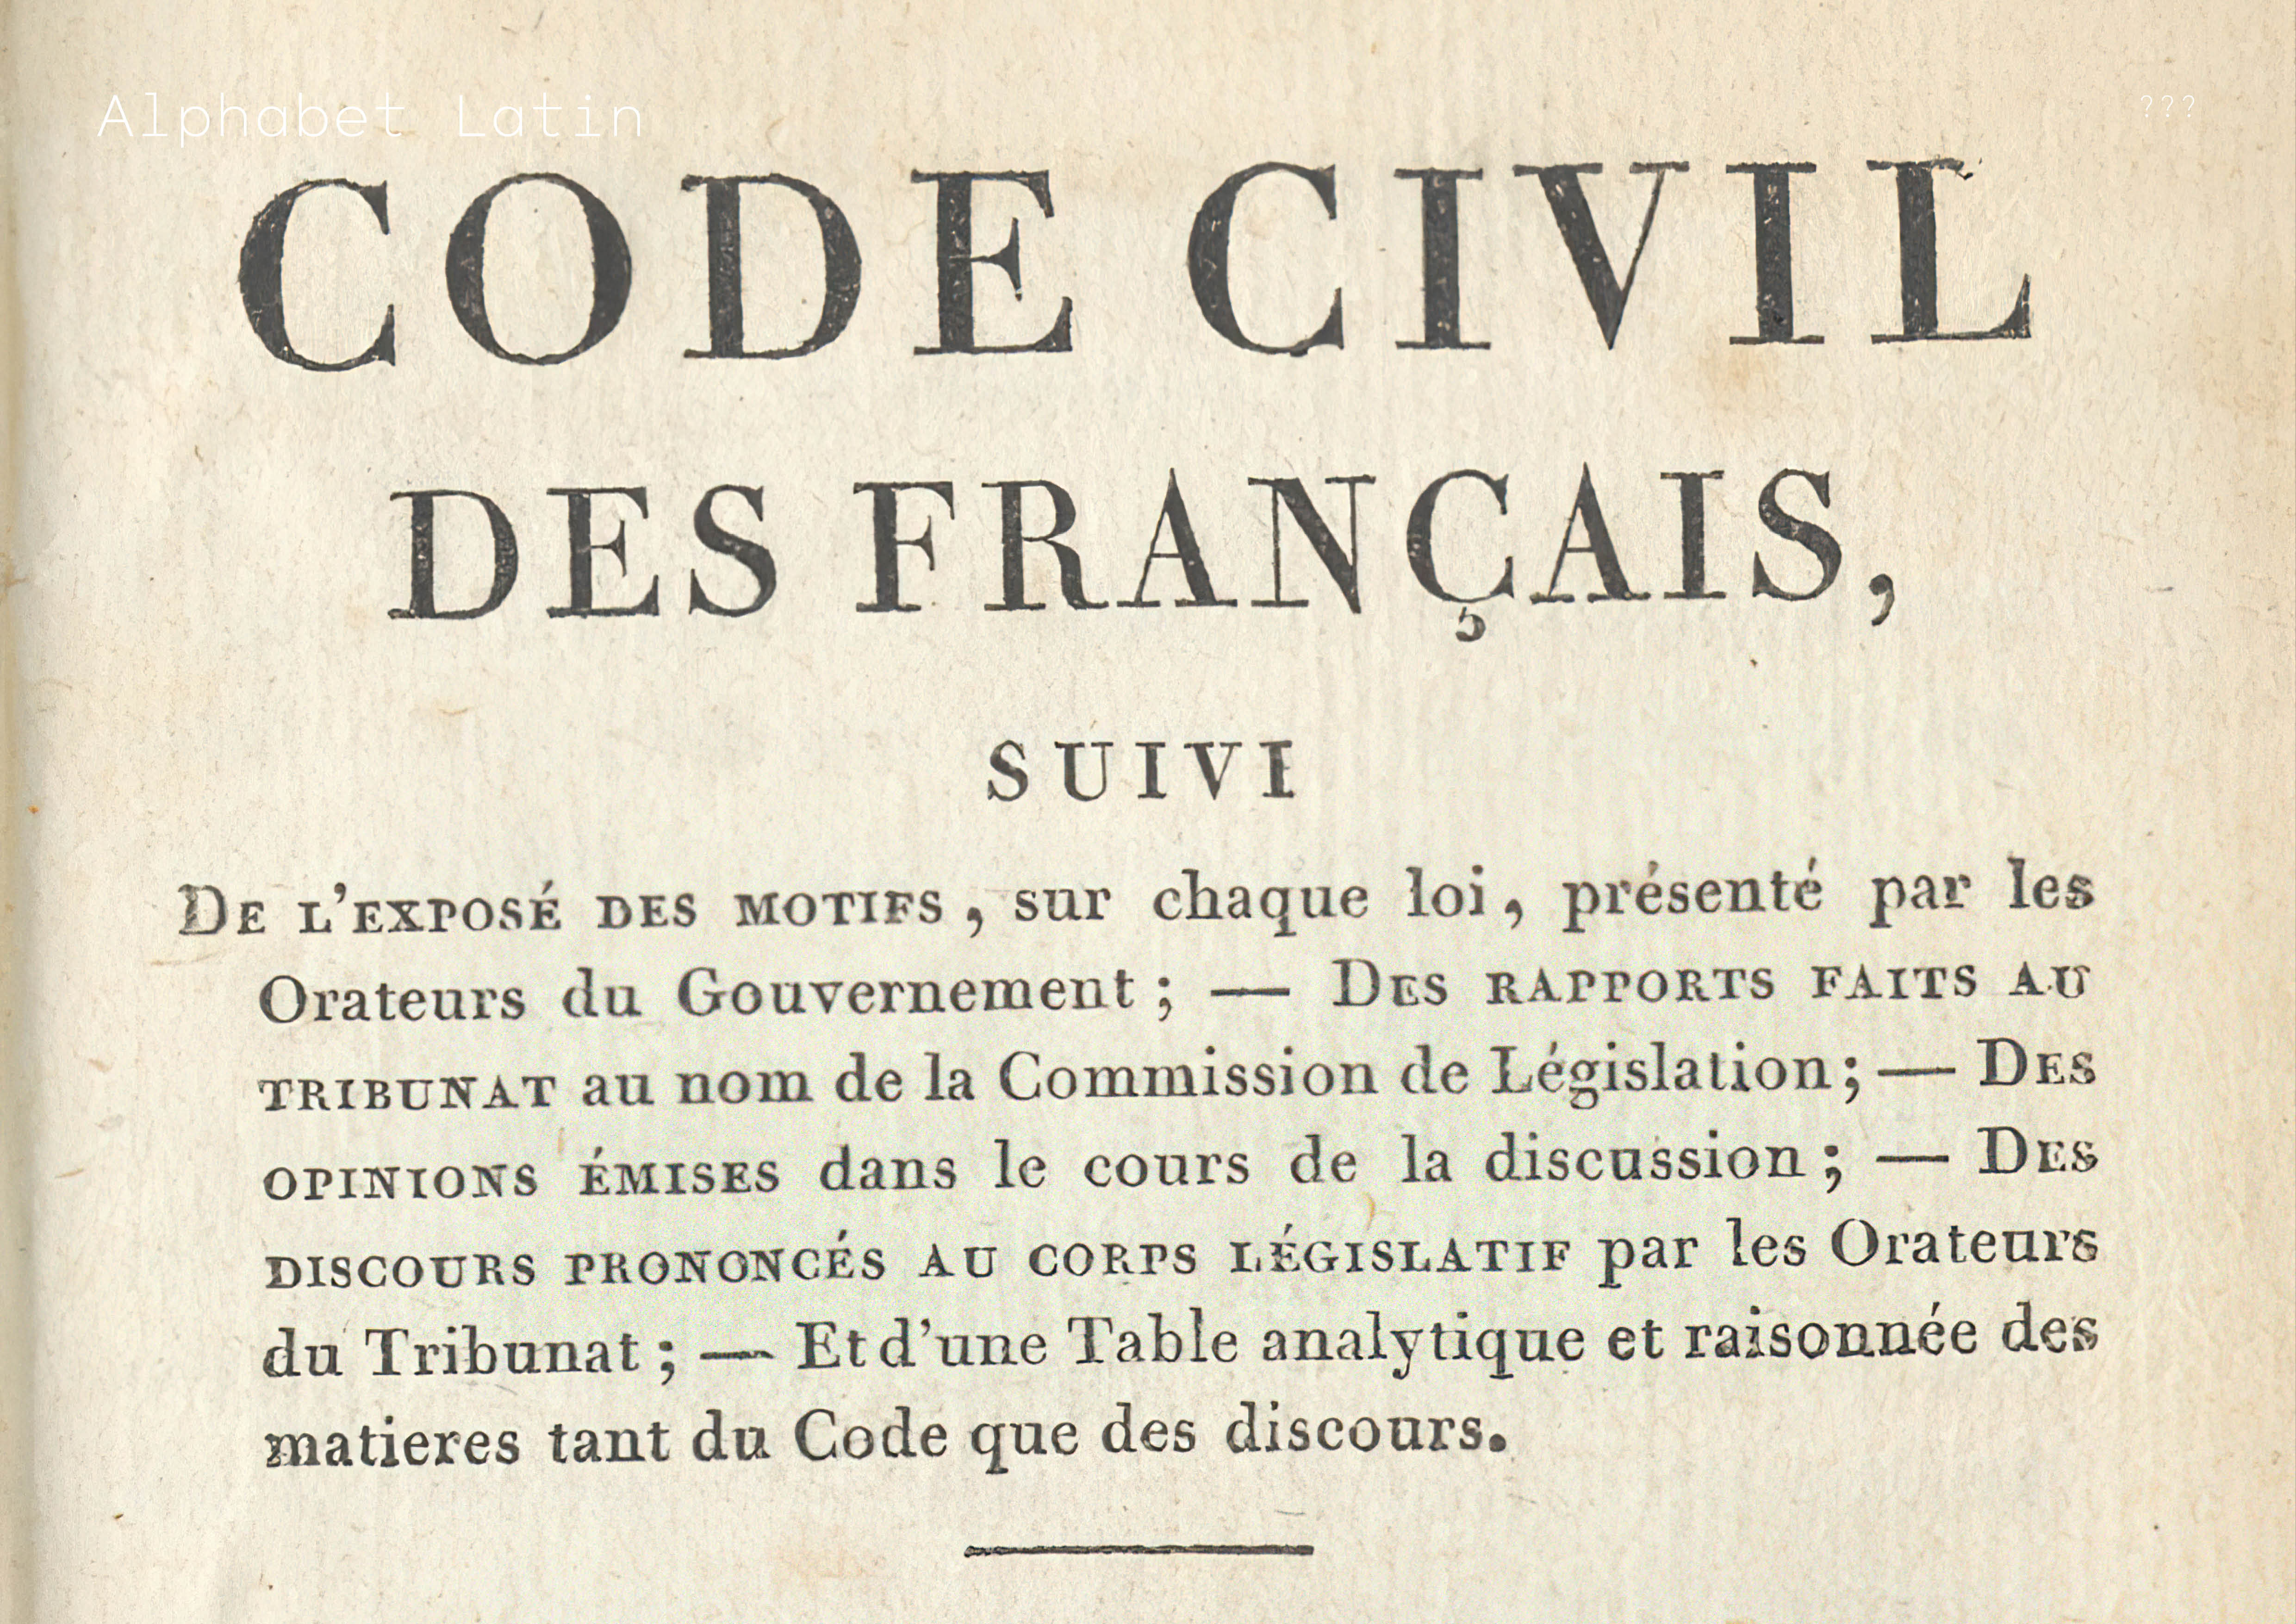 Alphabet Latin ???
CODE CIVIL
DES FRANÇAIS,
SUIVI
DE L'EXPOSÉ DES MOTIFS, sur chaque loi, présenté par les
Orateurs du Gouvernement; — DES RAPPORTS FAITS AU
TRIBUNAT au nom de la Commission de Législation; — DES
OPINIONS ÉMISES dans le cours de la discussion; — DES
DISCOURS PRONONCÉS AU CORPS LÉGISLATIF par les Orateurs
du Tribunat; — Et d'une Table analytique et raisonnée des
matieres tant du Code que des discours.